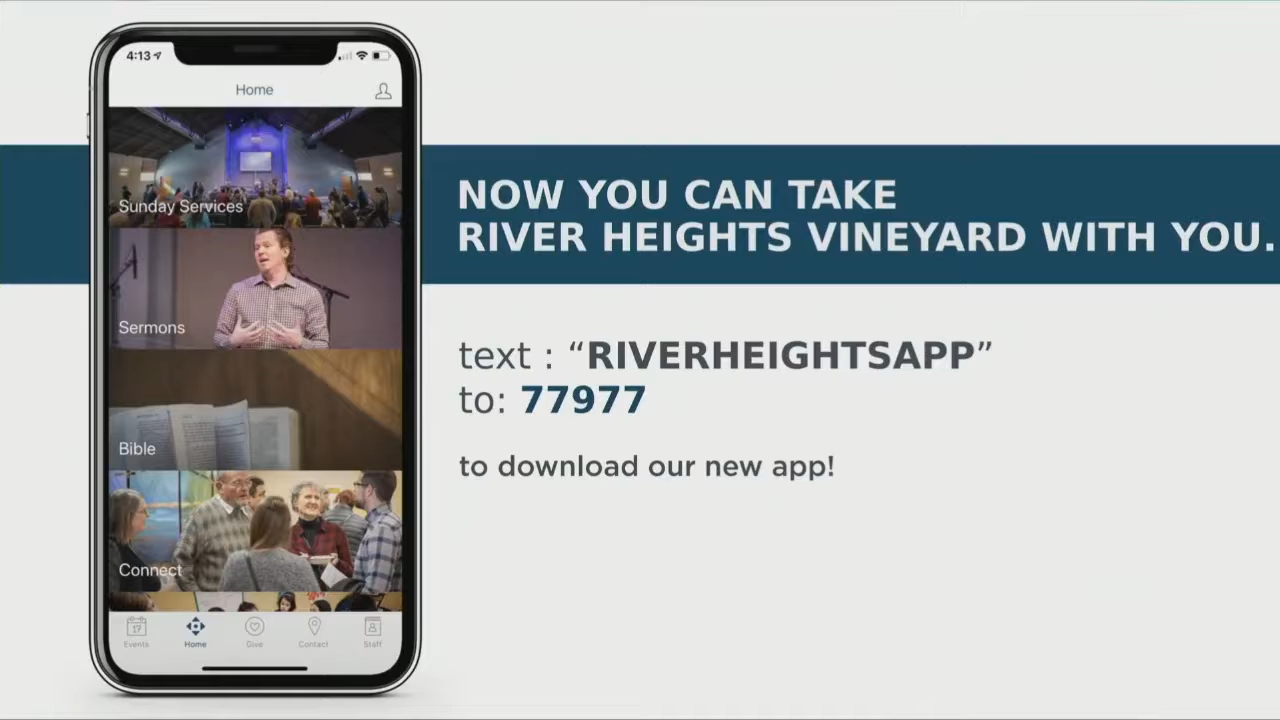 4:13
Home
Sunday Services
Sermons
Bible
Connect
17
Events
Home
Give
Contact
Staff
NOW YOU CAN TAKE
RIVER HEIGHTS VINEYARD WITH YOU.
text : “RIVERHEIGHTSAPP”
to: 77977
to download our new app!